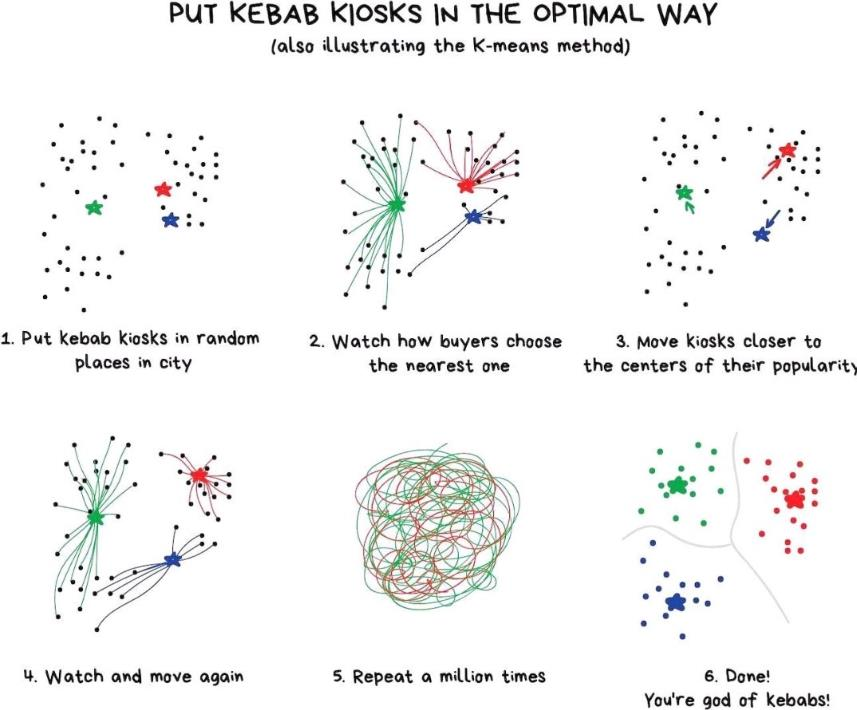 PUT KEBAB KIOSKS IN THE OPTIMAL WAY
(also illustrating the K-means method)
1. Put kebab kiosks in random
places in city
2. Watch how buyers choose
the nearest one
3. Move kiosks closer to
the centers of their popularity
4. Watch and move again
5. Repeat a million times
6. Done!
You're god of kebabs!